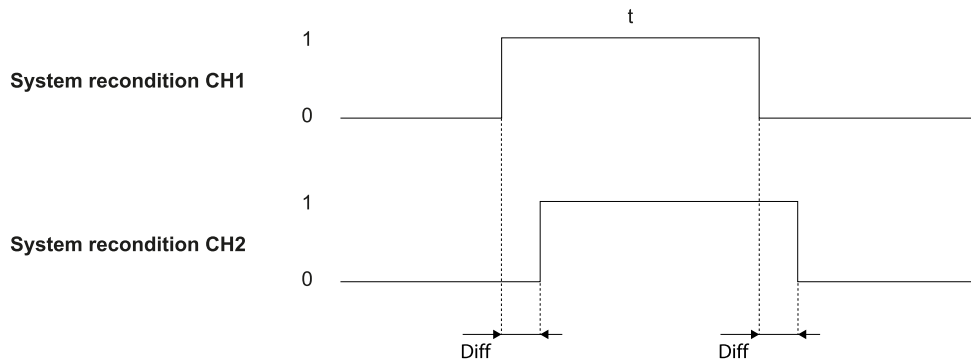 t
1
System recondition CH1
0
1
System recondition CH2
0
Diff
Diff